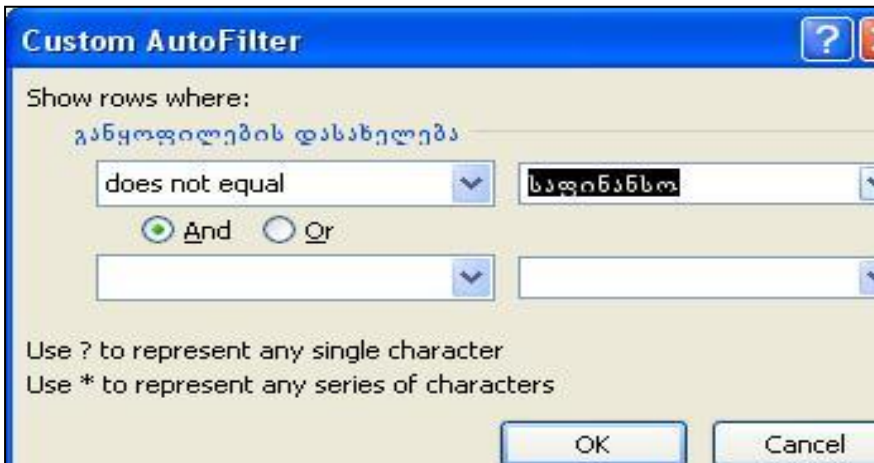 Custom AutoFilter
?
Show rows where:
განყოფილების დასახელება
does not equal
საფინანსო
And Or
Use ? to represent any single character
Use * to represent any series of characters
OK Cancel